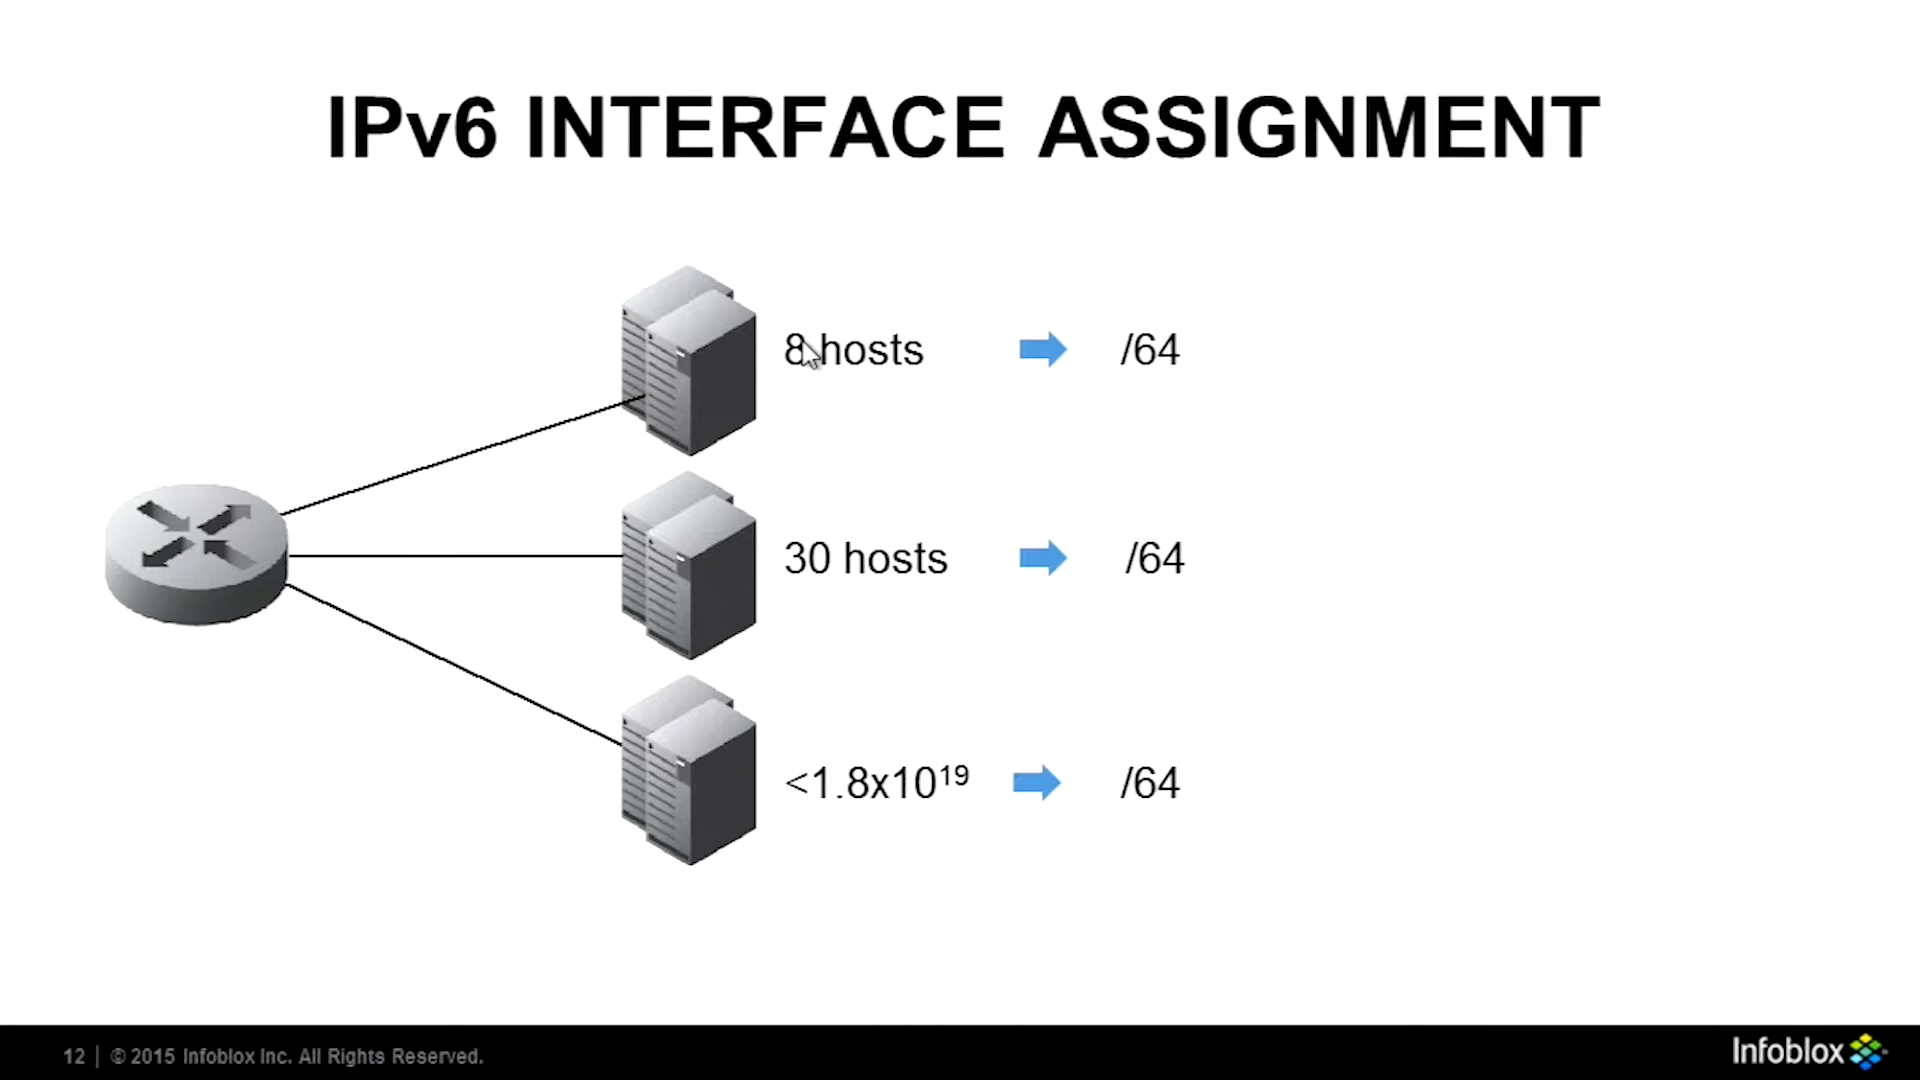 IPv6 INTERFACE ASSIGNMENT
8 hosts /64
30 hosts /64
<1.8x10¹⁹ /64
12 | © 2015 Infoblox Inc. All Rights Reserved.
Infoblox